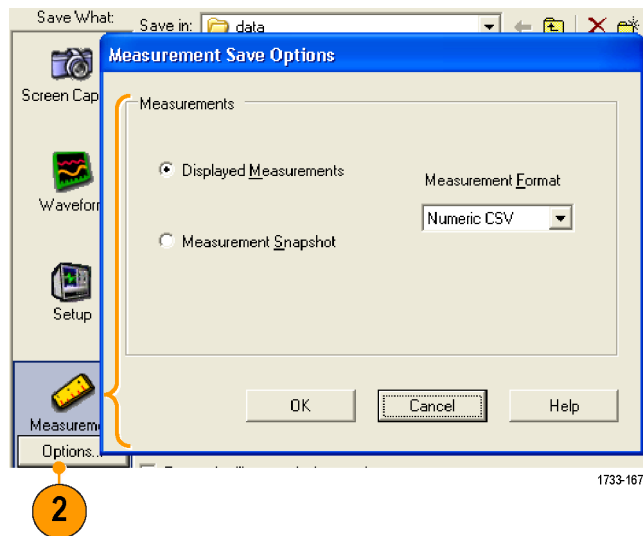 Save What:
Save in: data
Measurement Save Options
Screen Cap
Measurements
Displayed Measurements
Measurement Format
Waveform
Numeric CSV
Measurement Snapshot
Setup
OK
Cancel
Help
Measurem
Options...
1733-167
2